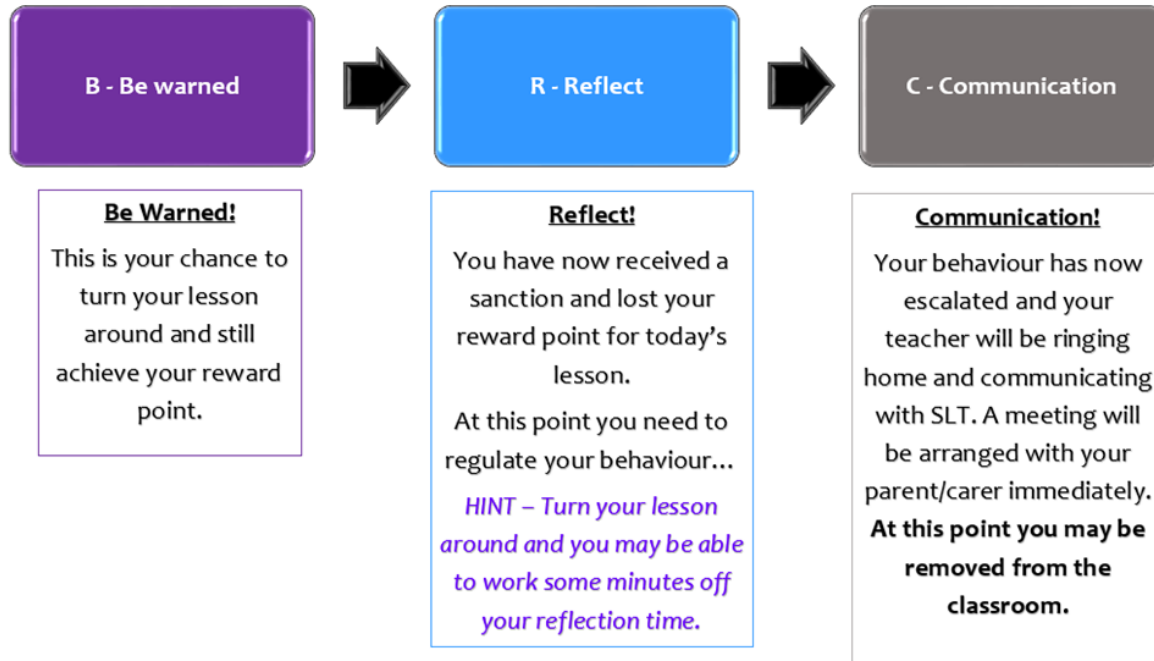 B - Be warned
R - Reflect
C - Communication
Be Warned!
This is your chance to
turn your lesson
around and still
achieve your reward
point.
Reflect!
You have now received a
sanction and lost your
reward point for today's
lesson.
At this point you need to
regulate your behaviour...
HINT – Turn your lesson
around and you may be able
to work some minutes off
your reflection time.
Communication!
Your behaviour has now
escalated and your
teacher will be ringing
home and communicating
with SLT. A meeting will
be arranged with your
parent/carer immediately.
At this point you may be
removed from the
classroom.